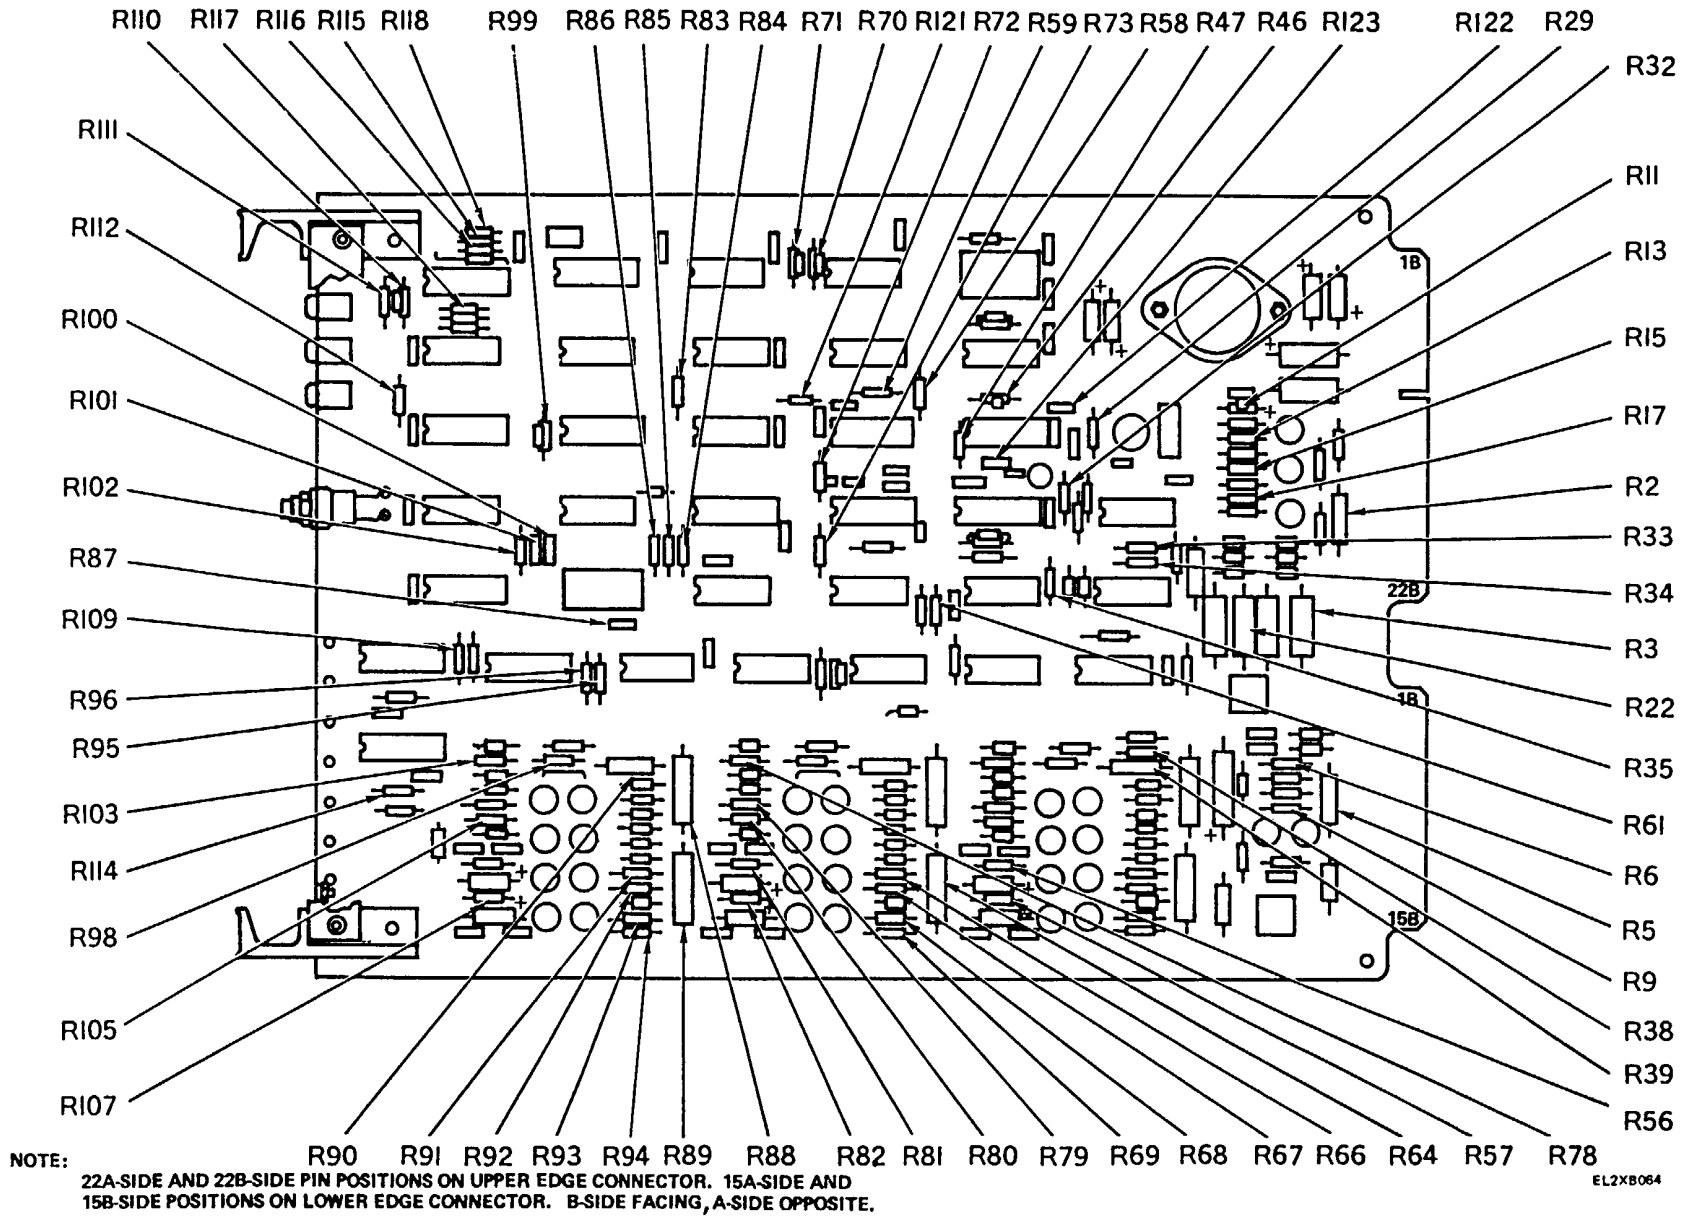 R110 R117 R116 R115 R118 R99 R86 R85 R83 R84 R71 R70 R121 R72 R59 R73 R58 R47 R46 R123 R122 R29
R32
R111
R11
R112
R13
1B
R100
R15
R101
R17
R102
R2
R33
R87
R34
22B
R109
R3
R96
1B
R22
R95
R35
R103
R61
R114
R6
15B
R5
R98
R9
R105
R38
R39
R107
R56
R90 R91 R92 R93 R94 R89 R88 R82 R81 R80 R79 R69 R68 R67 R66 R64 R57 R78
NOTE:
22A-SIDE AND 22B-SIDE PIN POSITIONS ON UPPER EDGE CONNECTOR. 15A-SIDE AND
15B-SIDE POSITIONS ON LOWER EDGE CONNECTOR. B-SIDE FACING, A-SIDE OPPOSITE.
EL2XB064